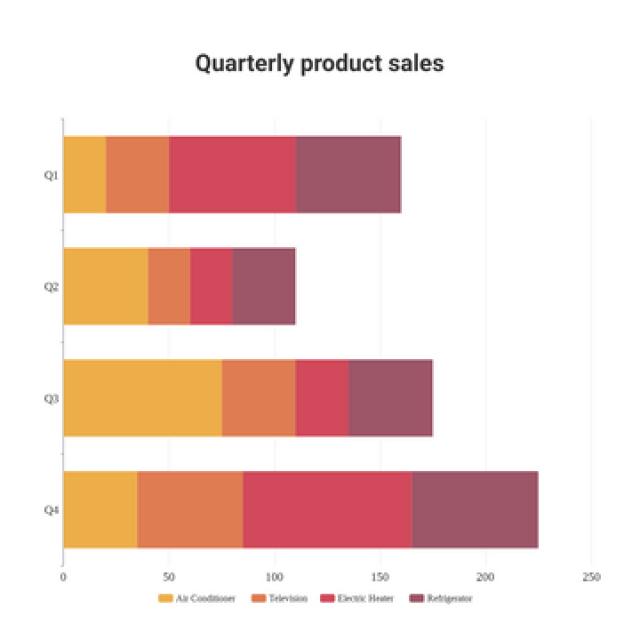 Quarterly product sales
Q1
Q2
Q3
Q4
0 50 100 150 200 250
Air Conditioner Television Electric Heater Refrigerator